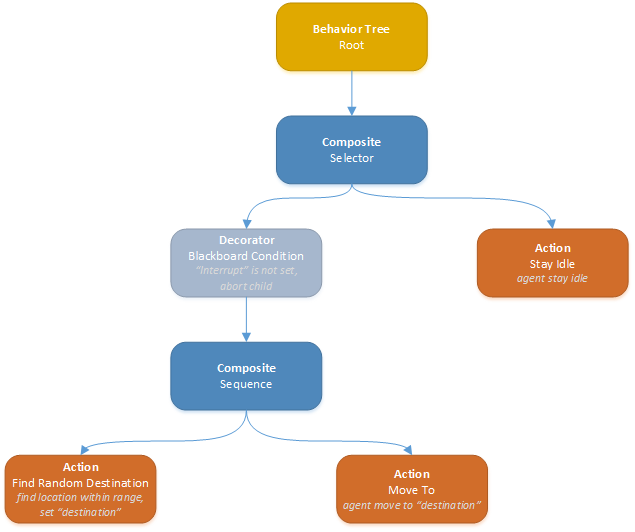 Behavior Tree
Root
Composite
Selector
Decorator
Blackboard Condition
"Interrupt" is not set,
abort child
Action
Stay Idle
agent stay idle
Composite
Sequence
Action
Find Random Destination
find location within range,
set "destination"
Action
Move To
agent move to "destination"